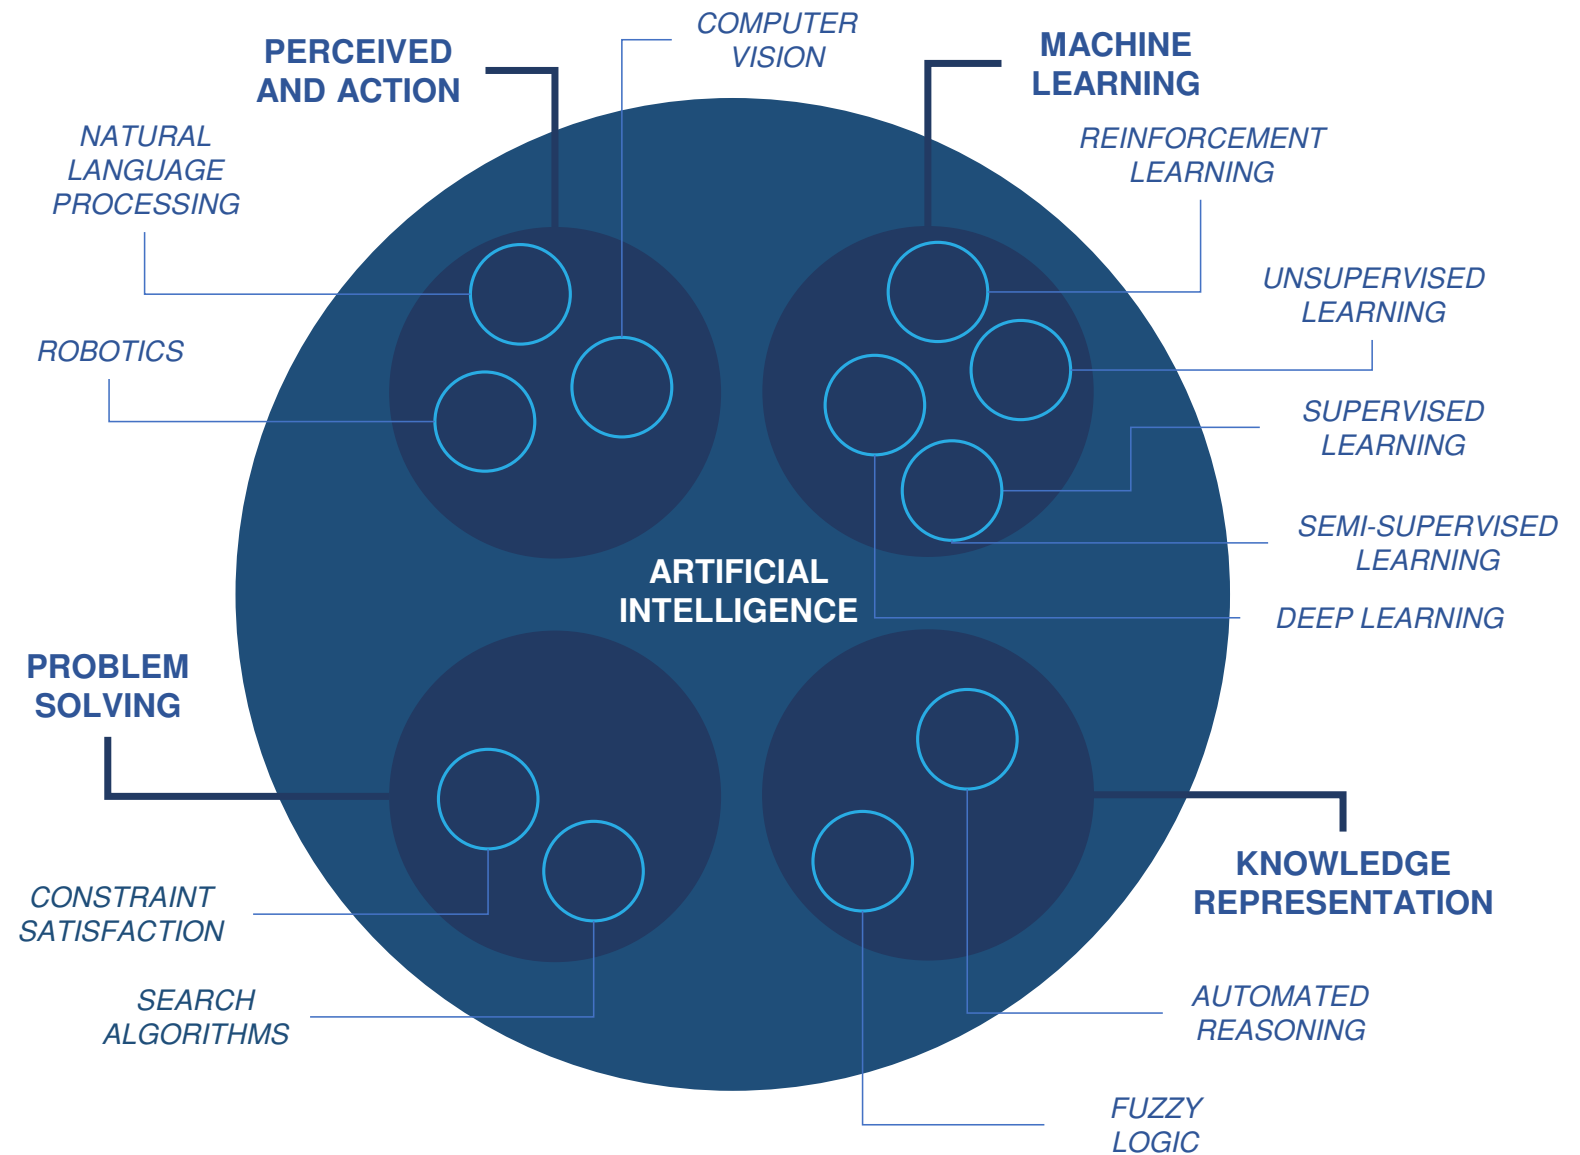 COMPUTER
VISION
PERCEIVED
AND ACTION
MACHINE
LEARNING
NATURAL
LANGUAGE
PROCESSING
REINFORCEMENT
LEARNING
UNSUPERVISED
LEARNING
ROBOTICS
SUPERVISED
LEARNING
SEMI-SUPERVISED
LEARNING
ARTIFICIAL
INTELLIGENCE
DEEP LEARNING
PROBLEM
SOLVING
KNOWLEDGE
REPRESENTATION
CONSTRAINT
SATISFACTION
SEARCH
ALGORITHMS
AUTOMATED
REASONING
FUZZY
LOGIC